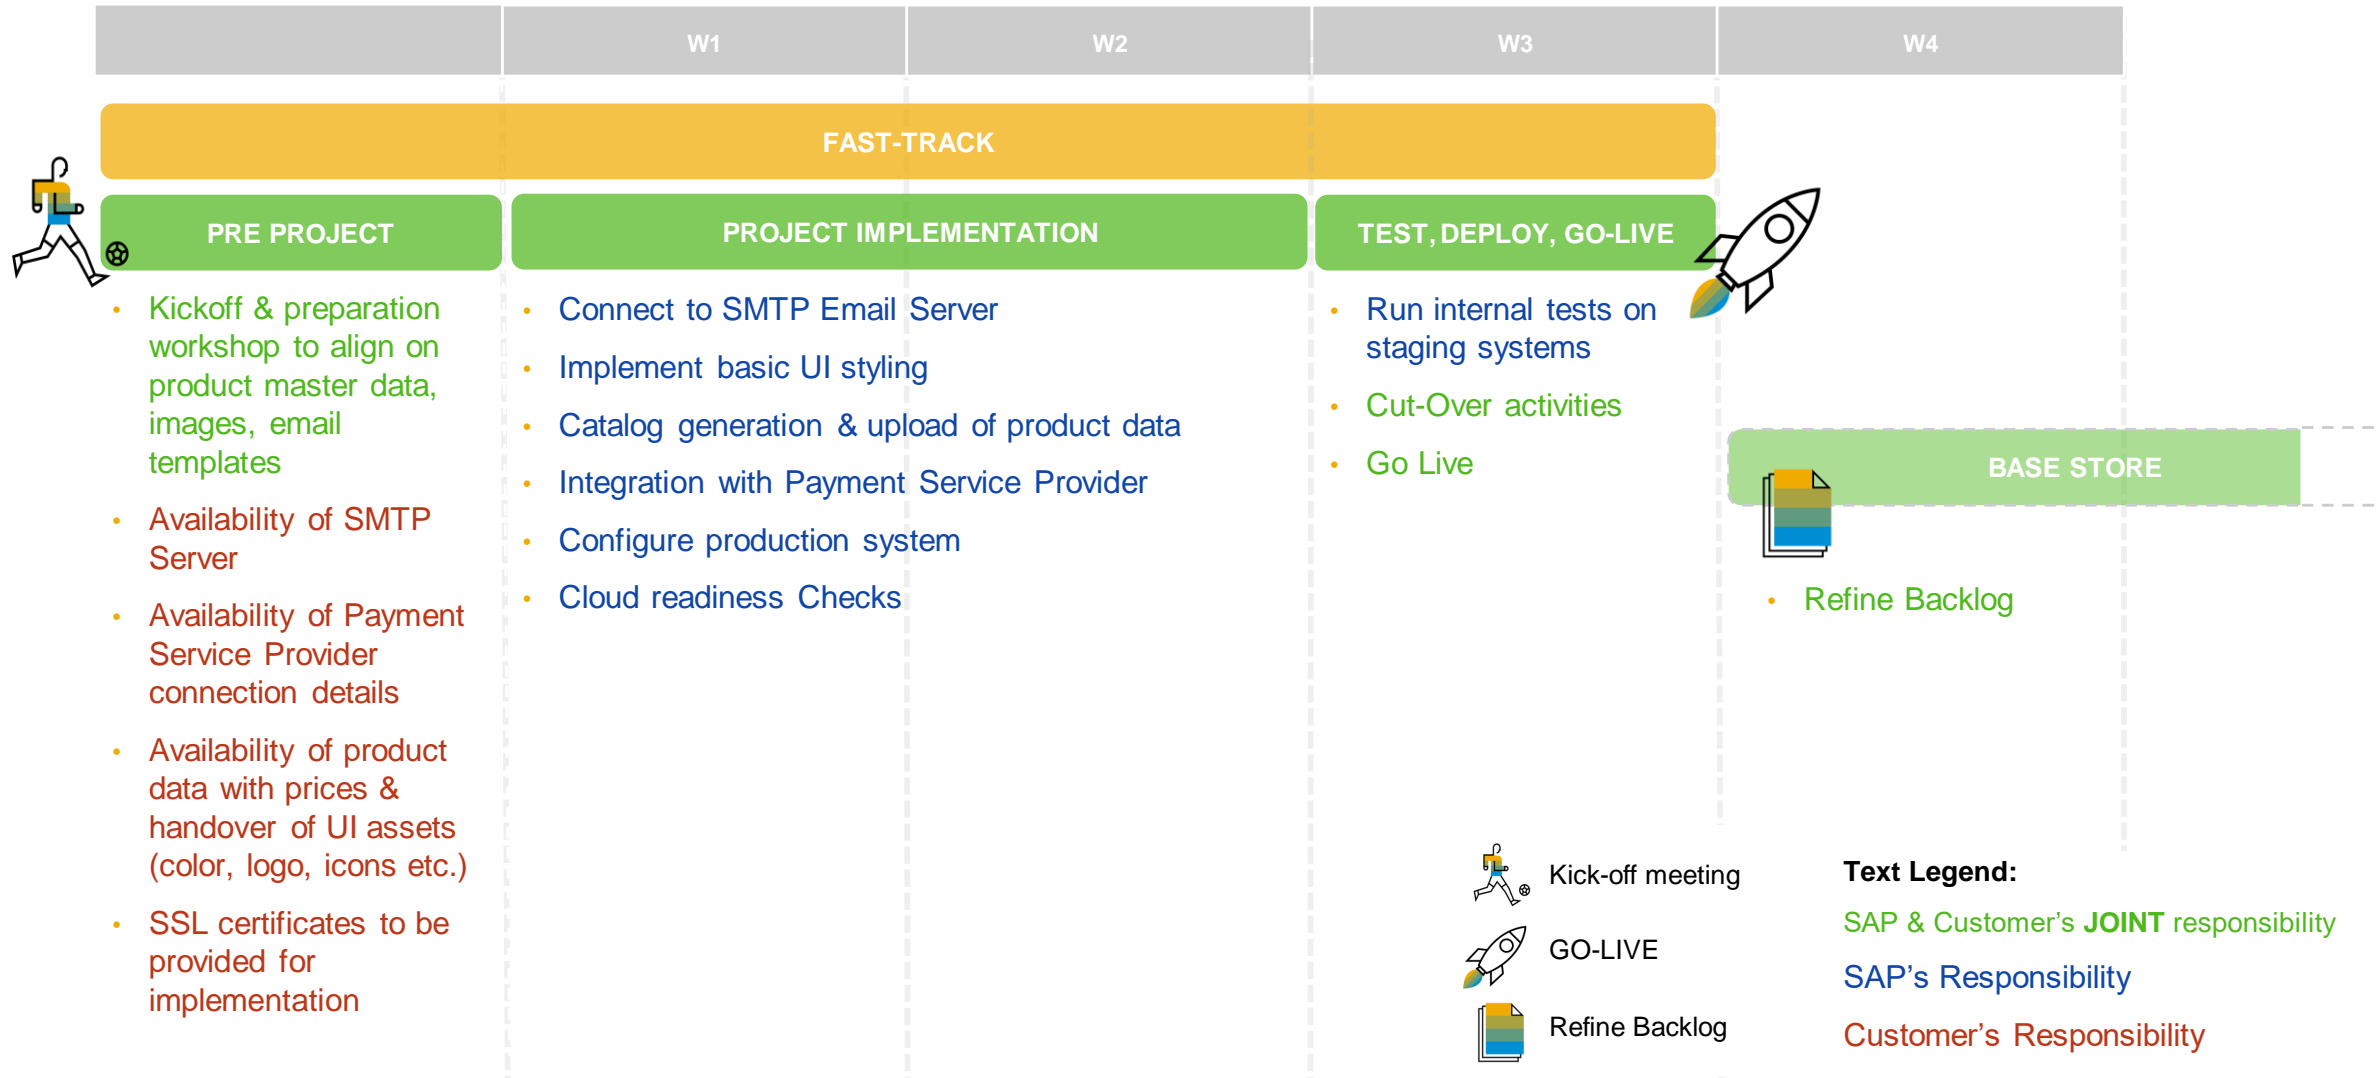 W1
W2
W3
W4
FAST-TRACK
PRE PROJECT
PROJECT IMPLEMENTATION
TEST, DEPLOY, GO-LIVE
• Kickoff & preparation
workshop to align on
product master data,
images, email
templates
• Availability of SMTP
Server
• Availability of Payment
Service Provider
connection details
• Availability of product
data with prices &
handover of UI assets
(color, logo, icons etc.)
• SSL certificates to be
provided for
implementation
• Connect to SMTP Email Server
• Implement basic UI styling
• Catalog generation & upload of product data
• Integration with Payment Service Provider
• Configure production system
• Cloud readiness Checks
• Run internal tests on
staging systems
• Cut-Over activities
• Go Live
BASE STORE
• Refine Backlog
Kick-off meeting
GO-LIVE
Refine Backlog
Text Legend:
SAP & Customer’s JOINT responsibility
SAP’s Responsibility
Customer’s Responsibility